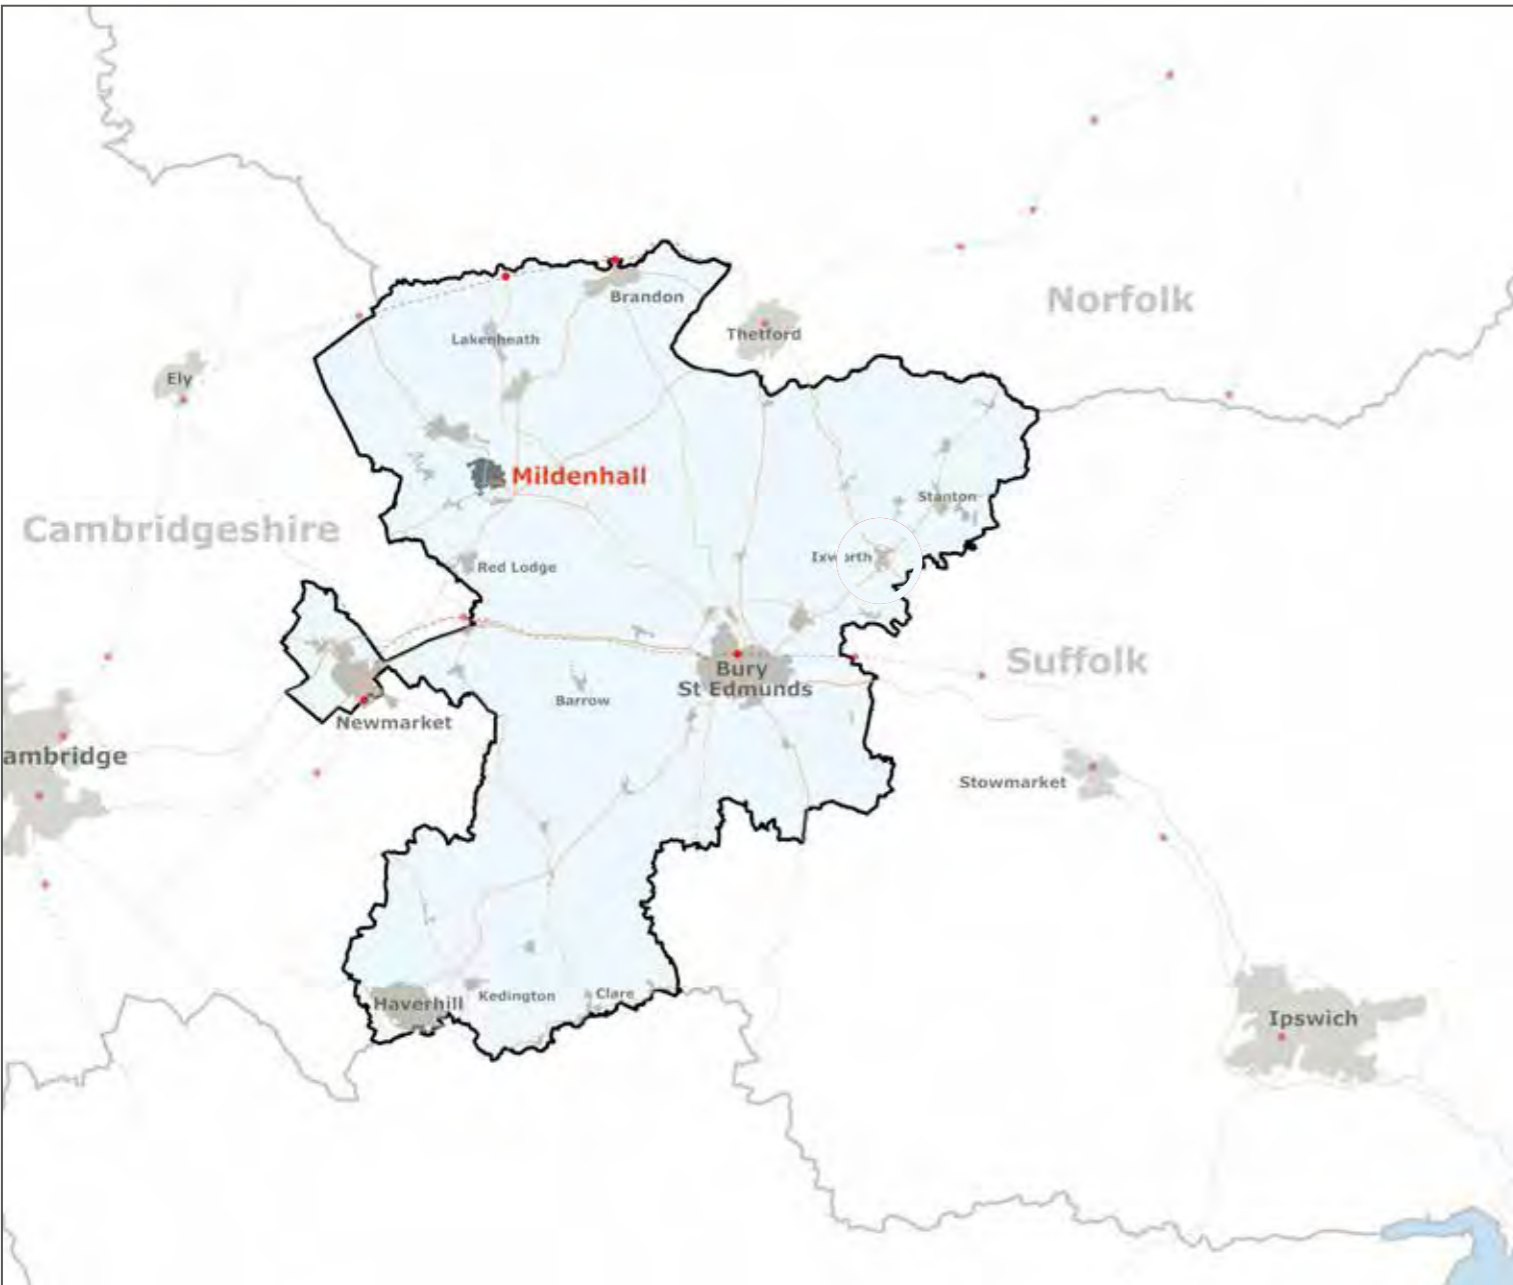 Norfolk
Brandon
Thetford
Lakenheath
Ely
Mildenhall
Stanton
Cambridgeshire
Ixworth
Red Lodge
Suffolk
Bury
St Edmunds
Barrow
Newmarket
ambridge
Stowmarket
Kedington
Clare
Haverhill
Ipswich